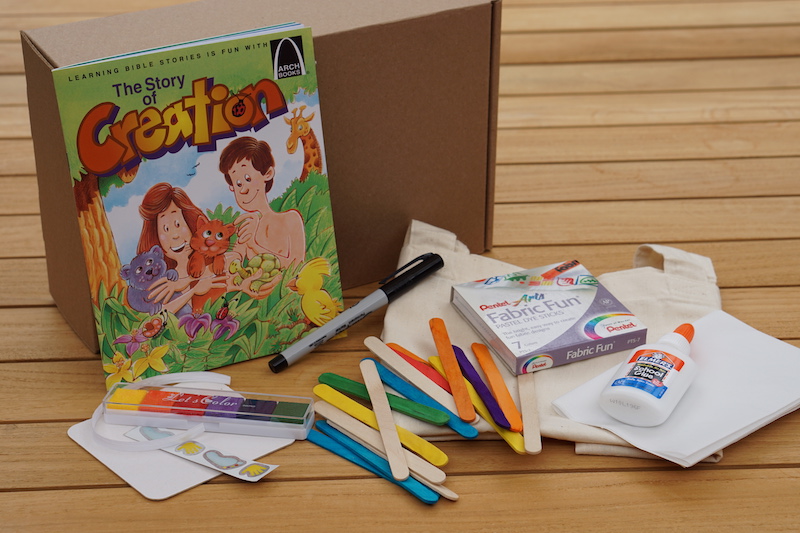 LEARNING BIBLE STORIES IS FUN WITH
ARCH
BOOKS
The Story
of
Creation
Let's Color
Pentel Arts
Fabric Fun
PASTEL DYE STICKS
7
Pentel
Fabric Fun
ELMER'S
School
Glue